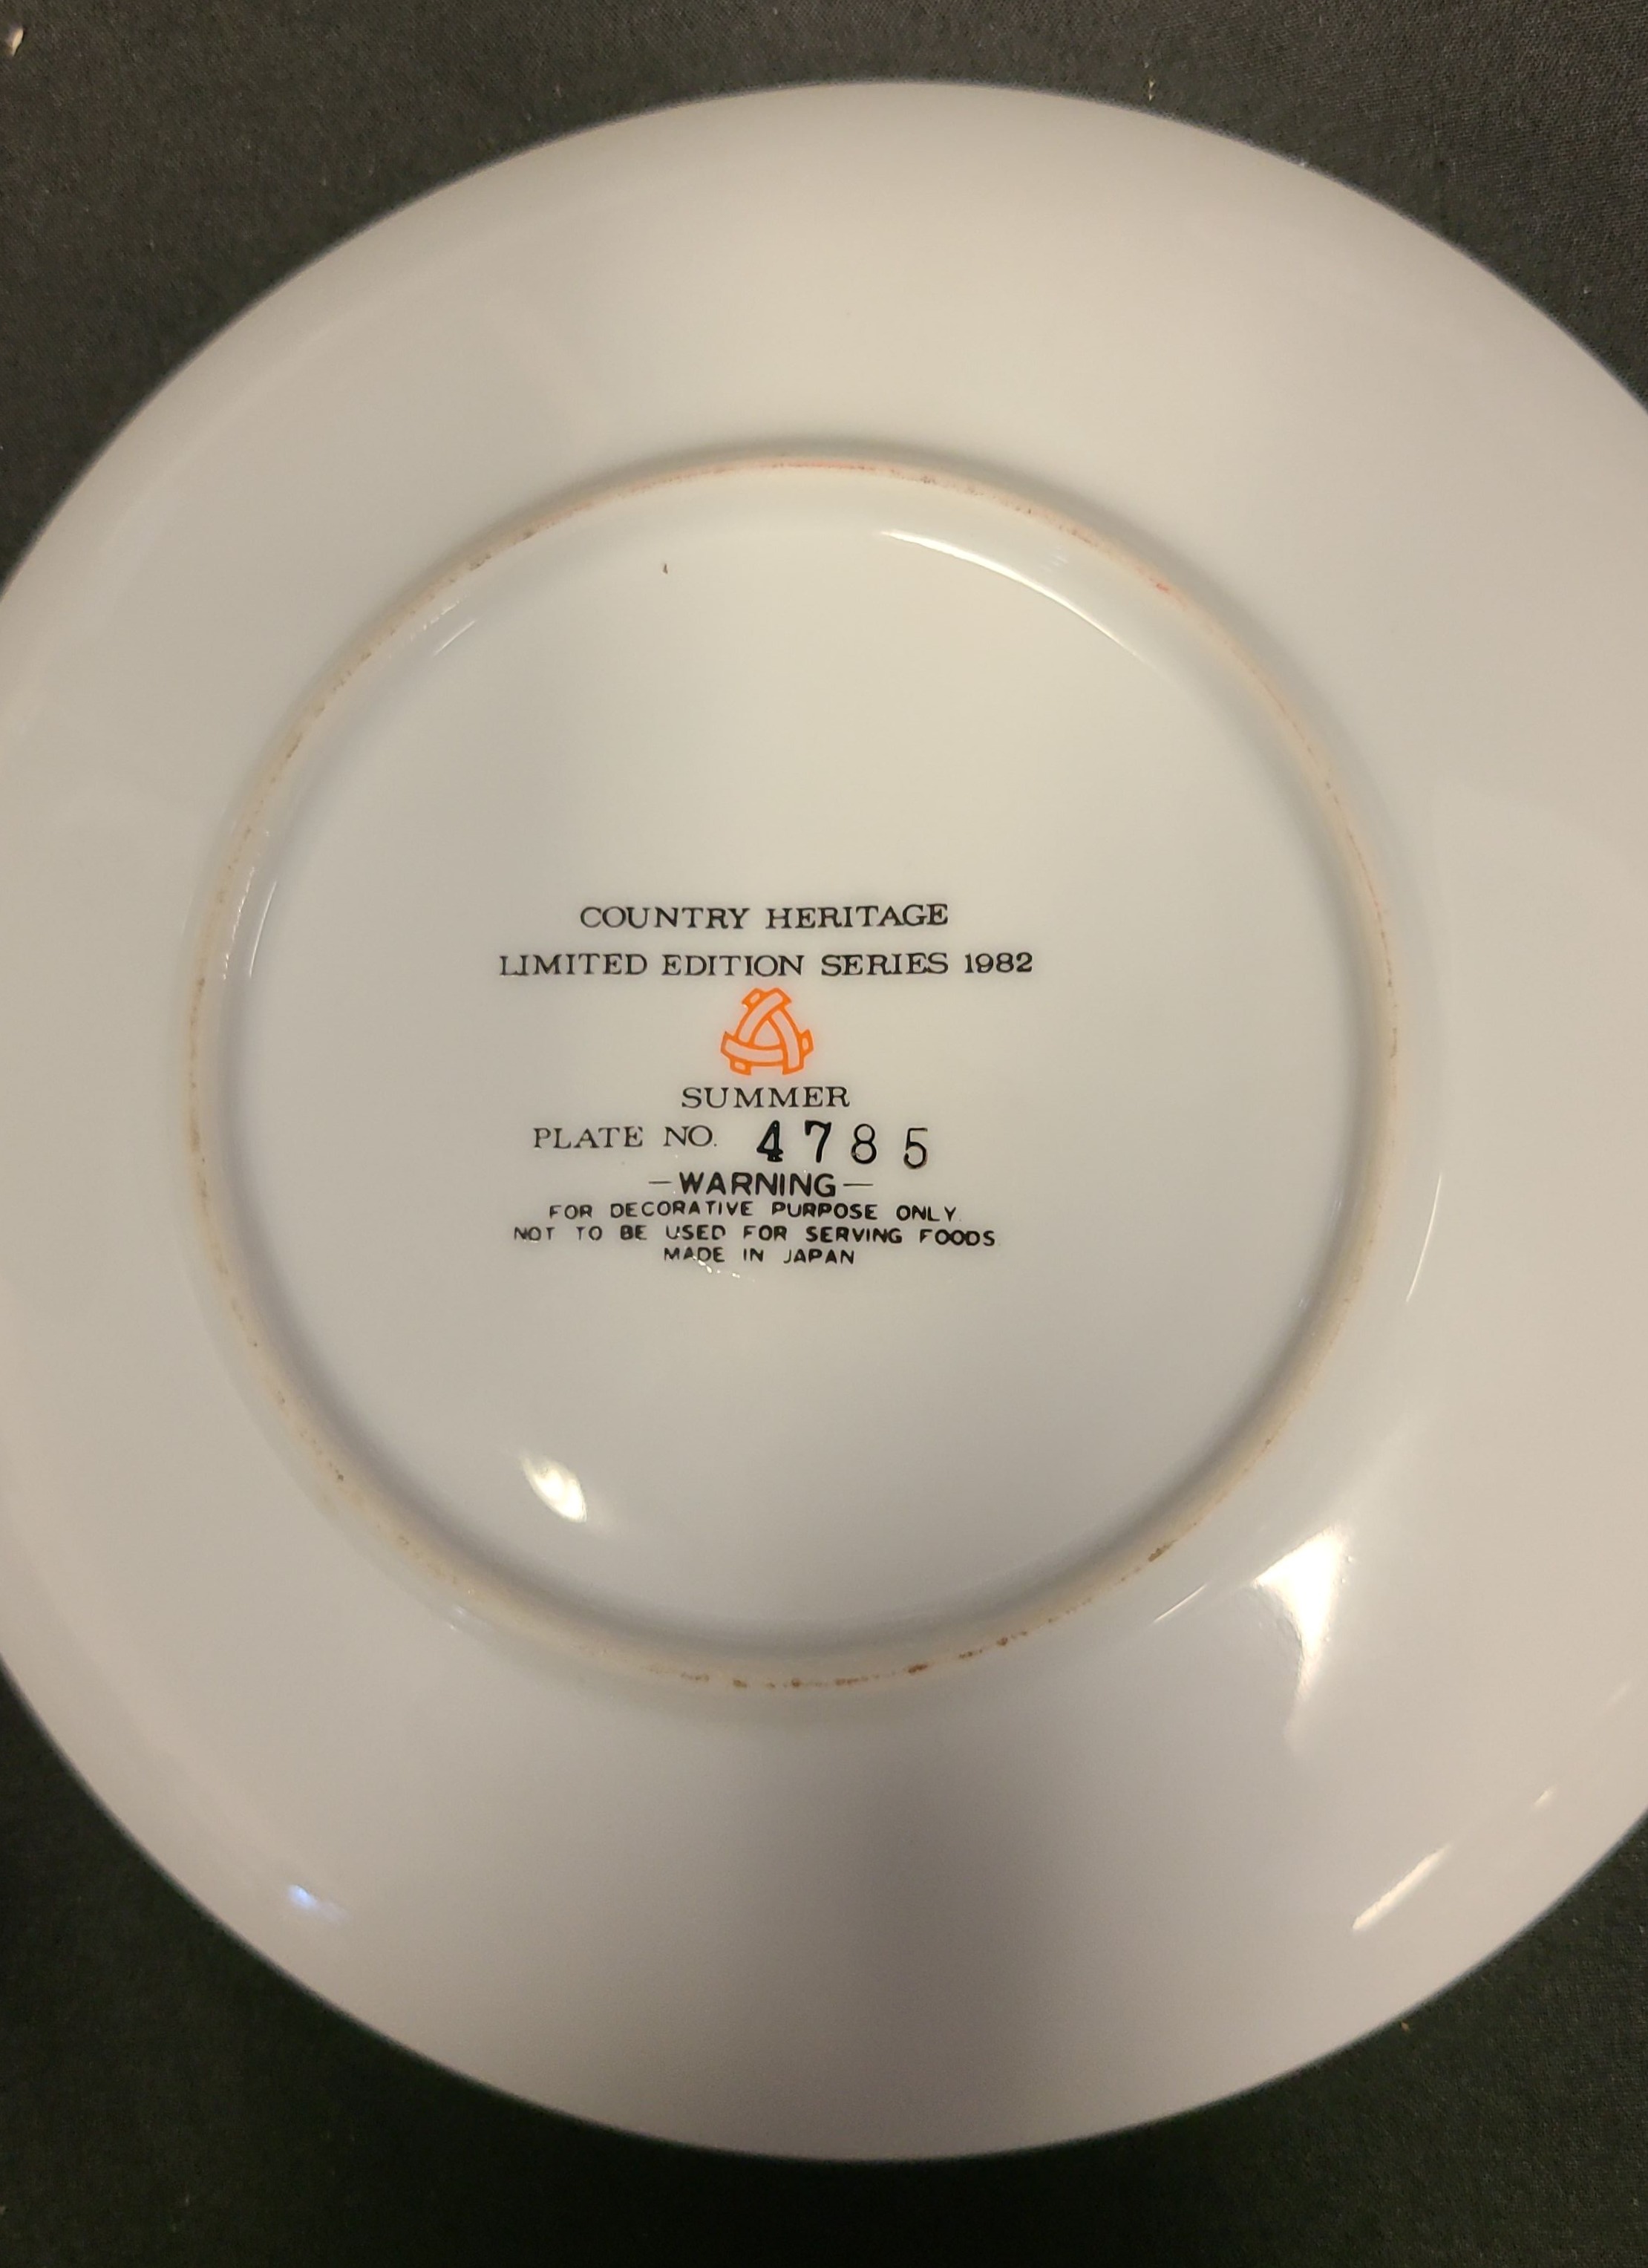 COUNTRY HERITAGE
LIMITED EDITION SERIES 1982
SUMMER
PLATE NO. 4785
—WARNING—
FOR DECORATIVE PURPOSE ONLY.
NOT TO BE USED FOR SERVING FOODS
MADE IN JAPAN